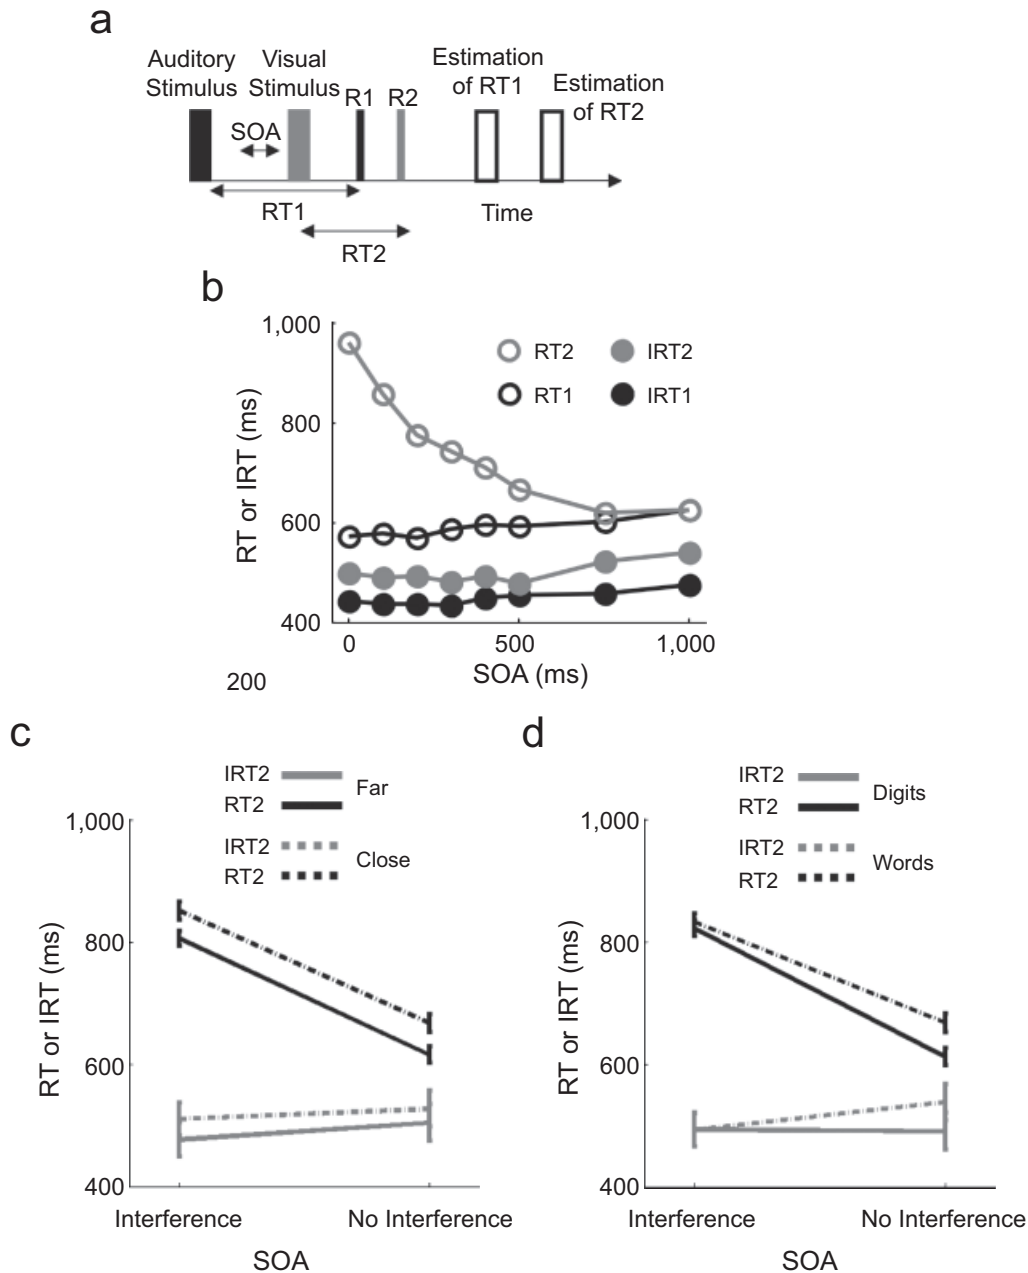 a
Auditory Stimulus
Visual Stimulus
R1
R2
Estimation of RT1
Estimation of RT2
SOA
RT1
RT2
Time
b
RT or IRT (ms)
1,000
800
600
400
200
RT2
IRT2
RT1
IRT1
0
500
1,000
SOA (ms)
c
IRT2
RT2
Far
IRT2
RT2
Close
RT or IRT (ms)
1,000
800
600
400
Interference
No Interference
SOA
d
IRT2
RT2
Digits
IRT2
RT2
Words
RT or IRT (ms)
1,000
800
600
400
Interference
No Interference
SOA